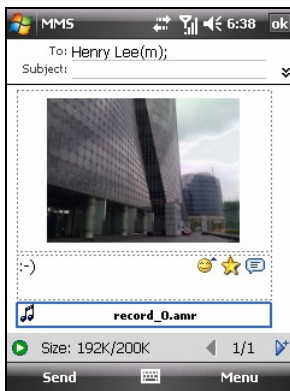 MMS 6:38 ok
To: Henry Lee(m);
Subject:
:-)
record_0.amr
Size: 192K/200K 1/1
Send Menu